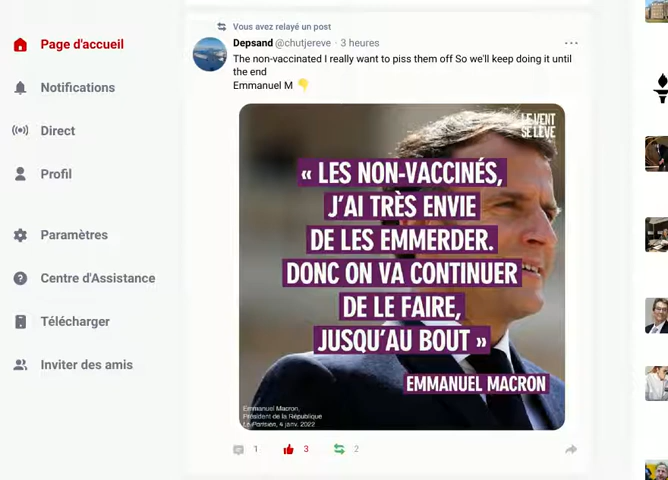 Vous avez relayé un post
Depsand @chutjereve · 3 heures
The non-vaccinated I really want to piss them off So we'll keep doing it until
the end
Emmanuel M 👇
Page d'accueil
Notifications
Direct
Profil
Paramètres
Centre d'Assistance
Télécharger
Inviter des amis
LE VENT
SE LÈVE
« LES NON-VACCINÉS,
J'AI TRÈS ENVIE
DE LES EMMERDER.
DONC ON VA CONTINUER
DE LE FAIRE,
JUSQU'AU BOUT »
EMMANUEL MACRON
Emmanuel Macron,
Président de la République
Le Parisien, 4 janv. 2022
1
3
2